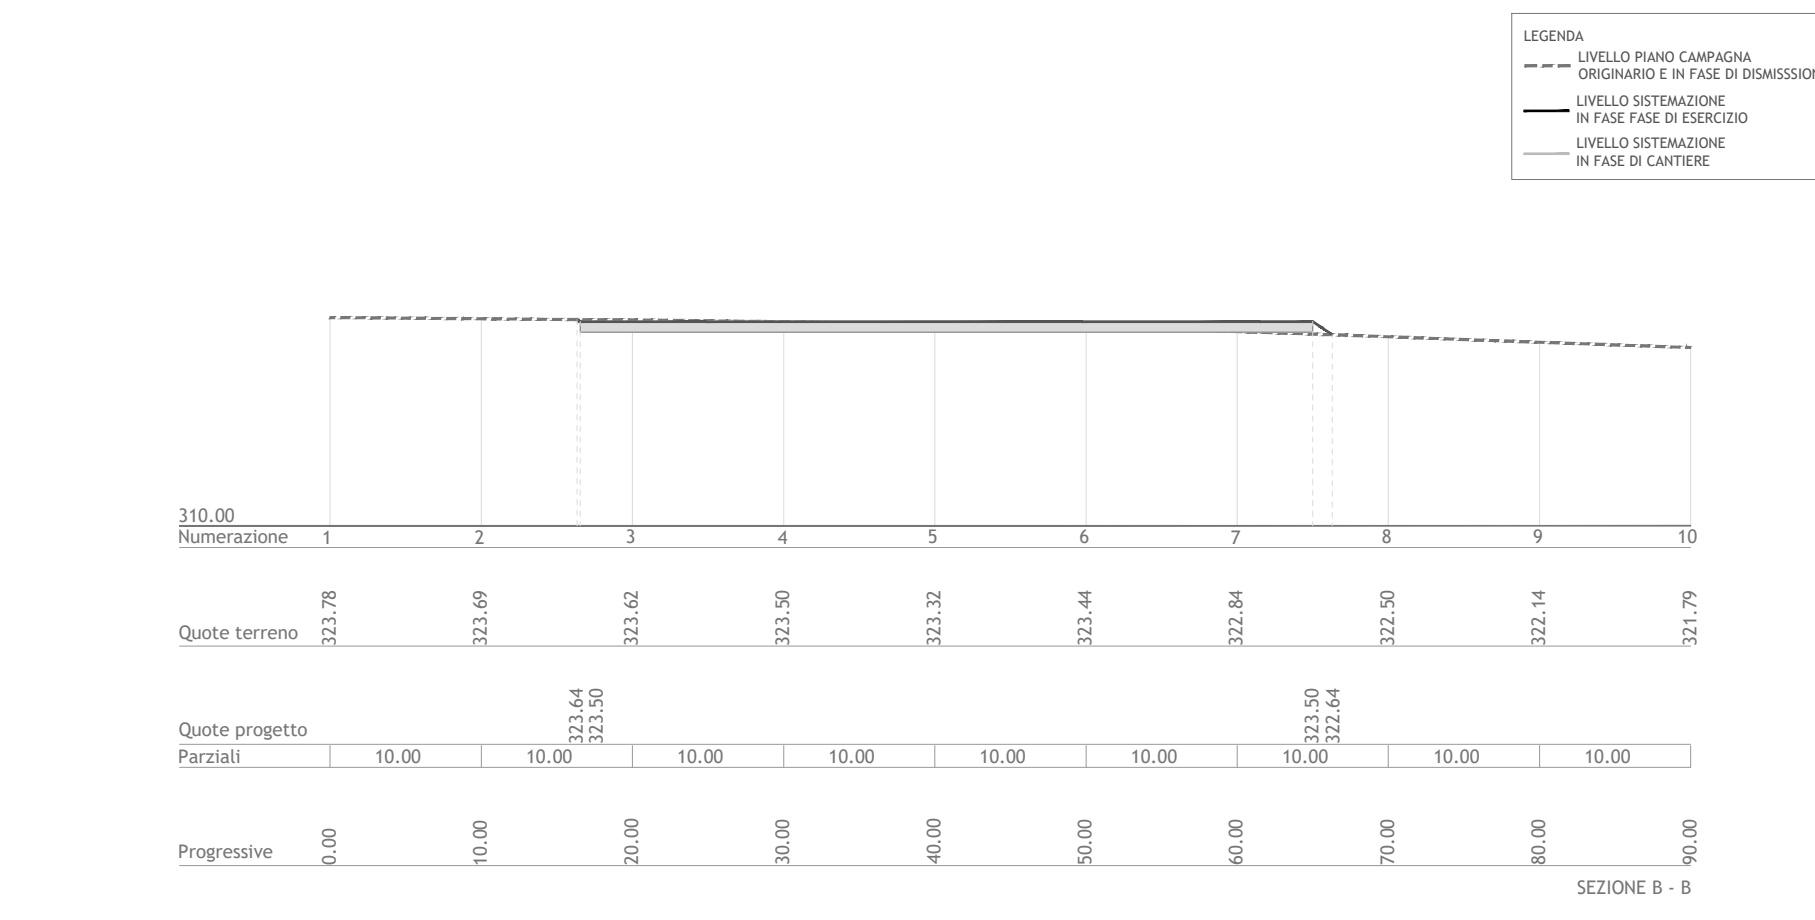 LEGENDA
LIVELLO PIANO CAMPAGNA
ORIGINARIO E IN FASE DI DISMISSSION
LIVELLO SISTEMAZIONE
IN FASE FASE DI ESERCIZIO
LIVELLO SISTEMAZIONE
IN FASE DI CANTIERE
310.00
Numerazione 1 2 3 4 5 6 7 8 9 10
Quote terreno 323.78 323.69 323.62 323.50 323.32 323.44 322.84 322.50 322.14 321.79
Quote progetto 323.64 323.50 323.50 322.64
Parziali 10.00 10.00 10.00 10.00 10.00 10.00 10.00 10.00 10.00
Progressive 0.00 10.00 20.00 30.00 40.00 50.00 60.00 70.00 80.00 90.00
SEZIONE B - B